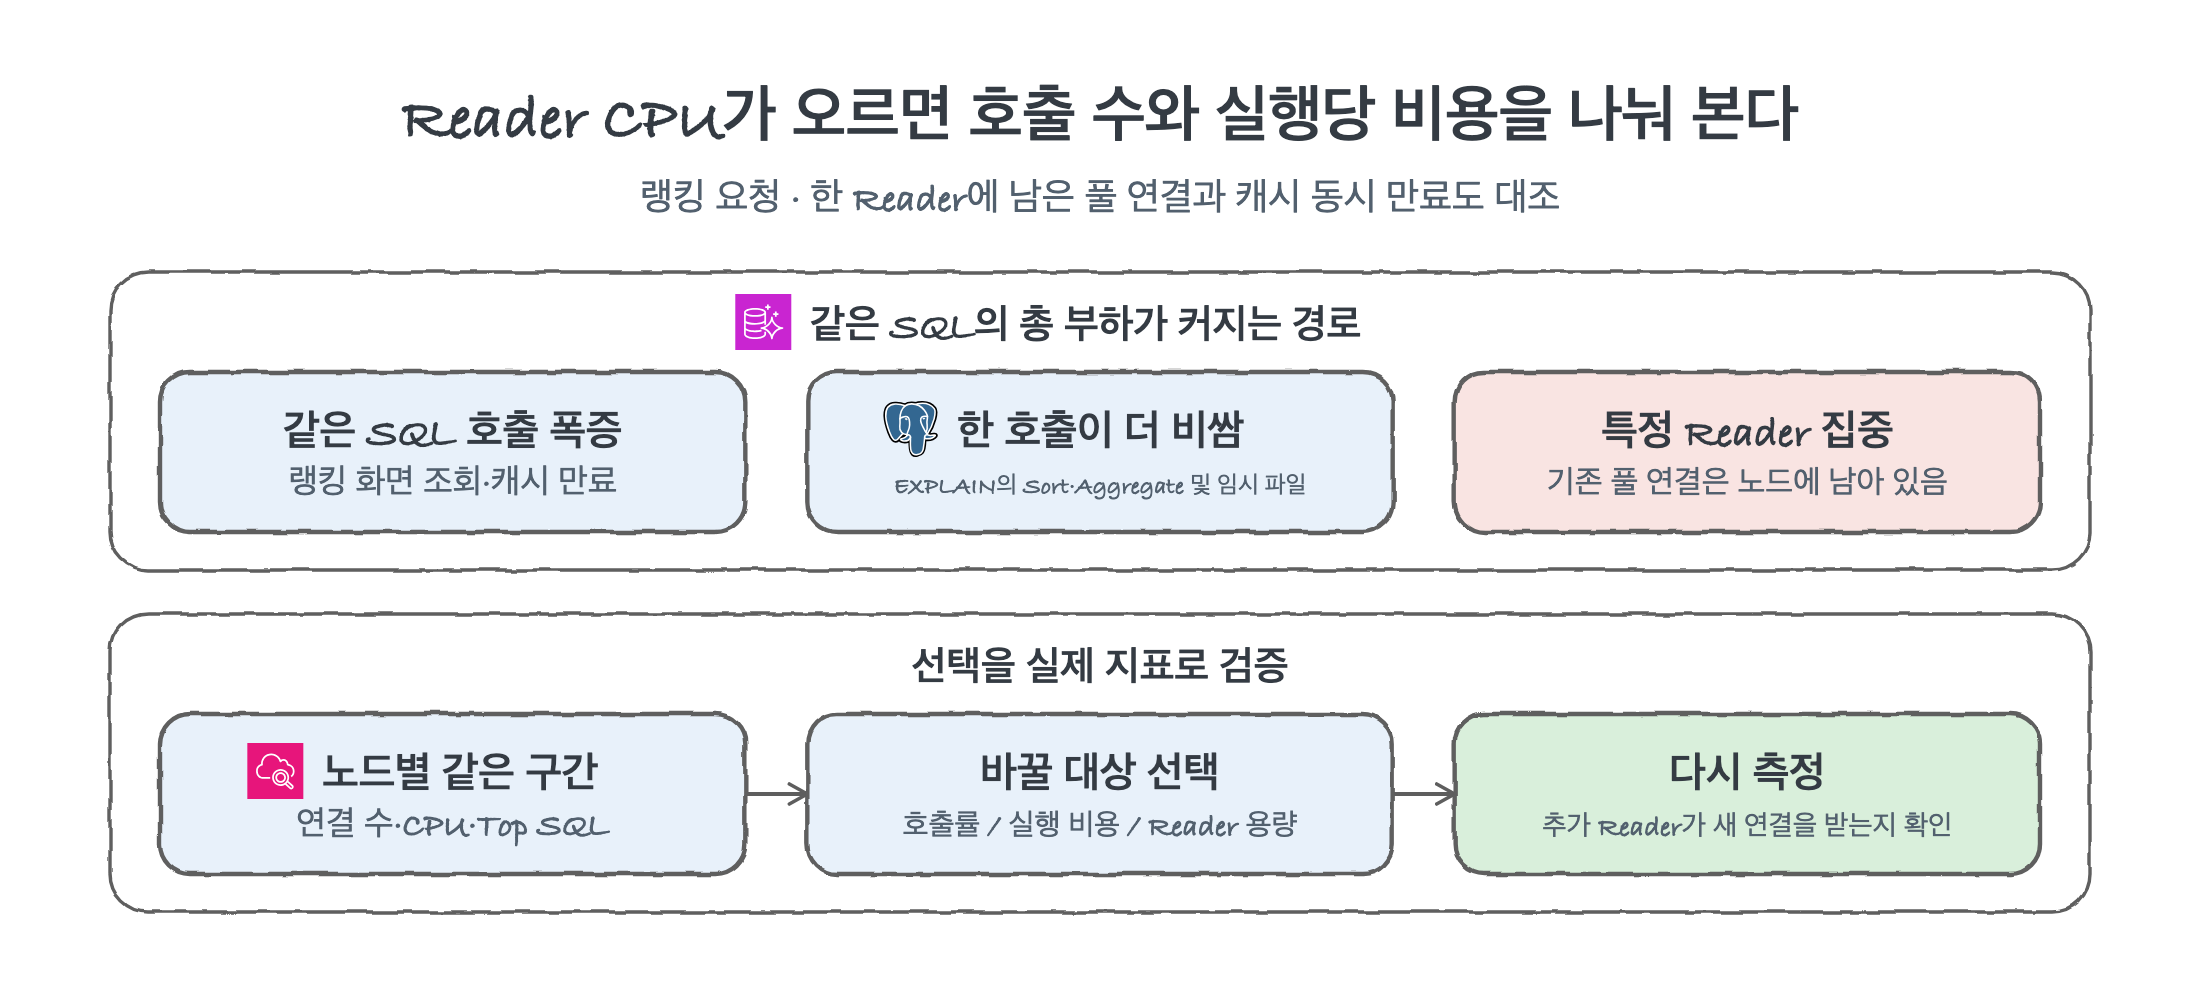 Reader CPU가 오르면 호출 수와 실행당 비용을 나눠 본다
랭킹 요청 · 한 Reader에 남은 풀 연결과 캐시 동시 만료도 대조
같은 SQL의 총 부하가 커지는 경로
같은 SQL 호출 폭증
랭킹 화면 조회·캐시 만료
한 호출이 더 비쌈
EXPLAIN의 Sort·Aggregate 및 임시 파일
특정 Reader 집중
기존 풀 연결은 노드에 남아 있음
선택을 실제 지표로 검증
노드별 같은 구간
연결 수·CPU·Top SQL
바꿀 대상 선택
호출률 / 실행 비용 / Reader 용량
다시 측정
추가 Reader가 새 연결을 받는지 확인